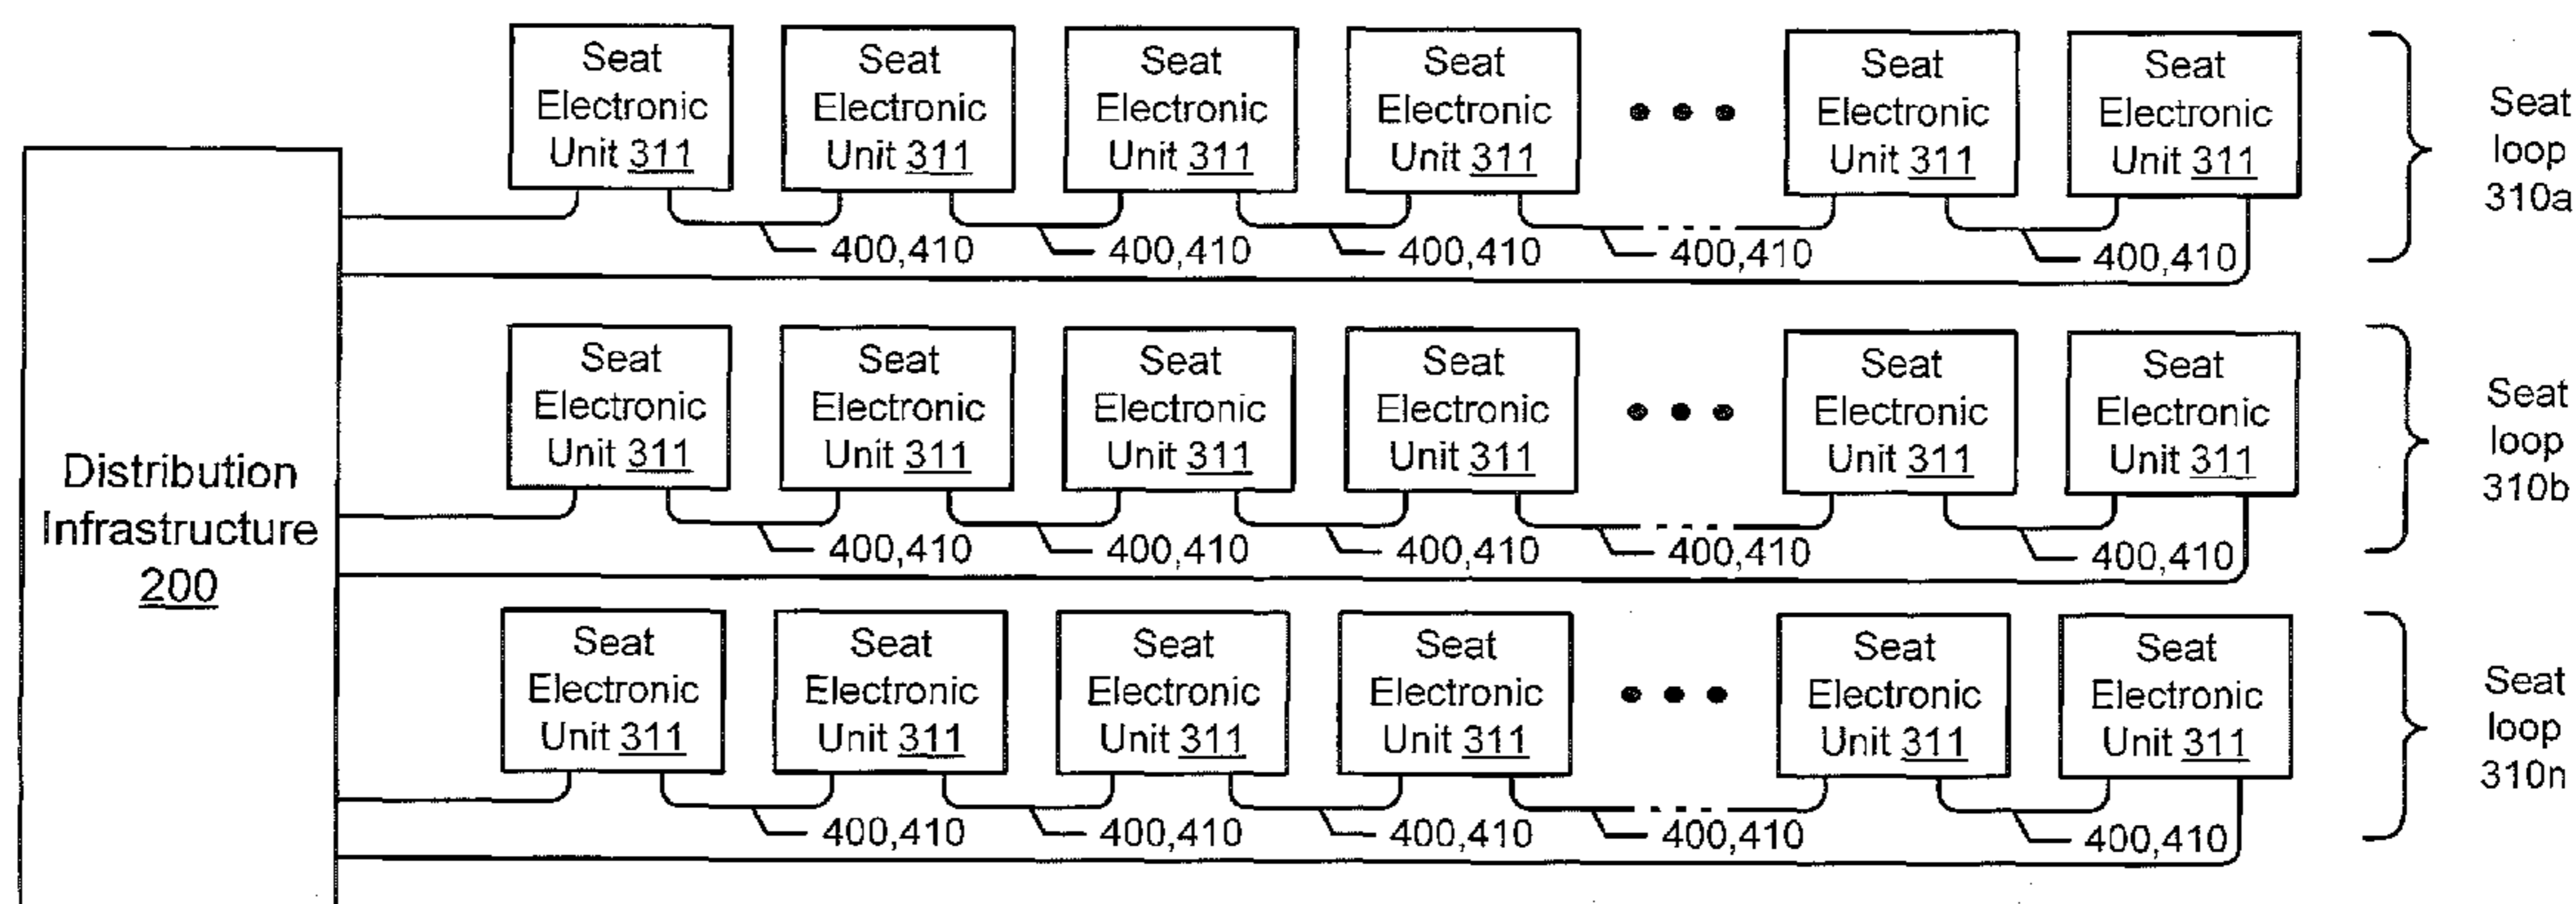 Seat Electronic Unit 311
Seat Electronic Unit 311
Seat Electronic Unit 311
Seat Electronic Unit 311
Seat Electronic Unit 311
Seat Electronic Unit 311
Seat loop 310a
400,410
400,410
400,410
400,410
400,410
Distribution Infrastructure 200
Seat Electronic Unit 311
Seat Electronic Unit 311
Seat Electronic Unit 311
Seat Electronic Unit 311
Seat Electronic Unit 311
Seat Electronic Unit 311
Seat loop 310b
400,410
400,410
400,410
400,410
400,410
Seat Electronic Unit 311
Seat Electronic Unit 311
Seat Electronic Unit 311
Seat Electronic Unit 311
Seat Electronic Unit 311
Seat Electronic Unit 311
Seat loop 310n
400,410
400,410
400,410
400,410
400,410